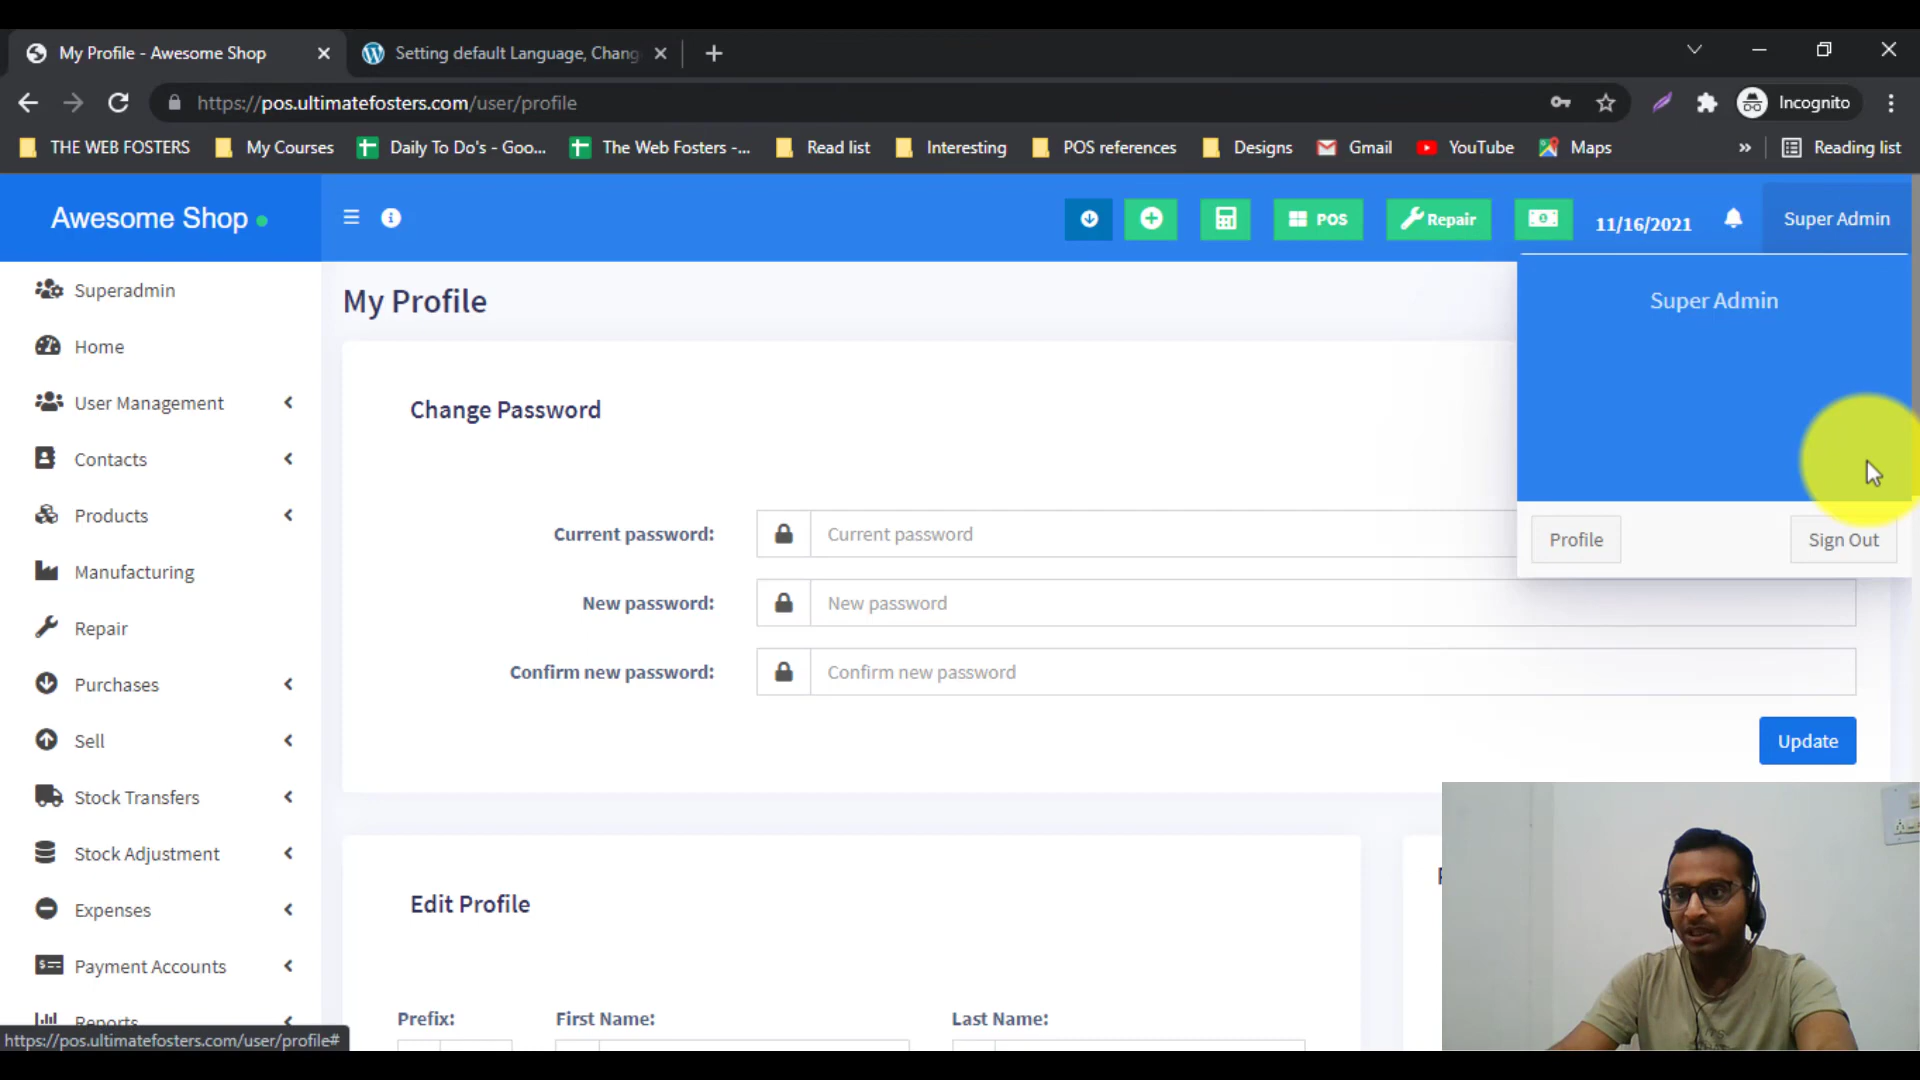 My Profile - Awesome Shop
Setting default Language, Chang
https://pos.ultimatefosters.com/user/profile
Incognito
THE WEB FOSTERS
My Courses
Daily To Do's - Goo...
The Web Fosters -...
Read list
Interesting
POS references
Designs
Gmail
YouTube
Maps
»
Reading list
Awesome Shop
POS
Repair
11/16/2021
Super Admin
Superadmin
Home
User Management
Contacts
Products
Manufacturing
Repair
Purchases
Sell
Stock Transfers
Stock Adjustment
Expenses
Payment Accounts
Reports
https://pos.ultimatefosters.com/user/profile#
My Profile
Super Admin
Profile
Sign Out
Change Password
Current password:
Current password
New password:
New password
Confirm new password:
Confirm new password
Update
Edit Profile
Prefix:
First Name:
Last Name: